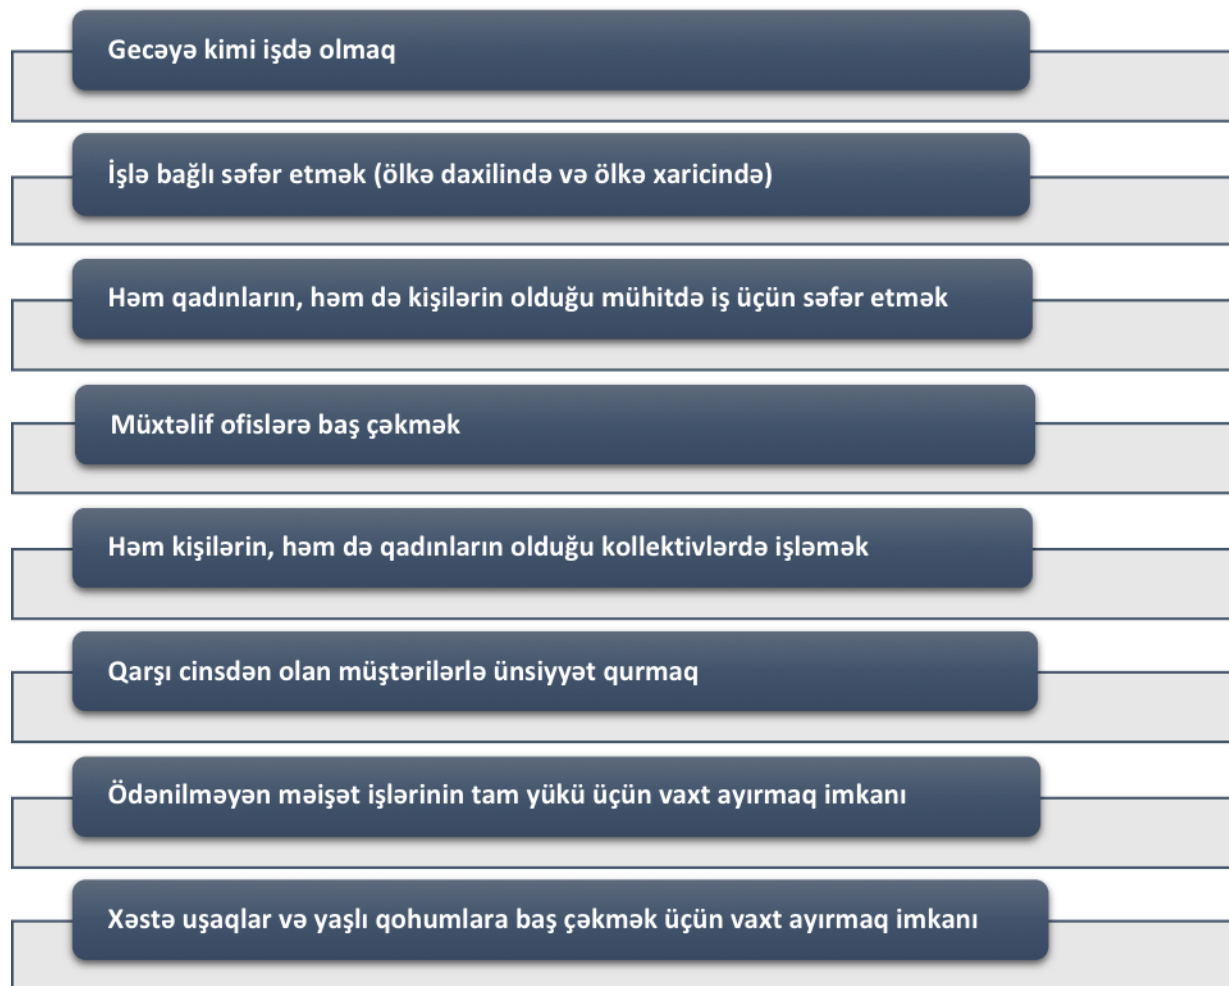 Gecəyə kimi işdə olmaq
İşlə bağlı səfər etmək (ölkə daxilində və ölkə xaricində)
Həm qadınların, həm də kişilərin olduğu mühitdə iş üçün səfər etmək
Müxtəlif ofislərə baş çəkmək
Həm kişilərin, həm də qadınların olduğu kollektivlərdə işləmək
Qarşı cinsdən olan müştərilərlə ünsiyyət qurmaq
Ödənilməyən məişət işlərinin tam yükü üçün vaxt ayırmaq imkanı
Xəstə uşaqlar və yaşlı qohumlara baş çəkmək üçün vaxt ayırmaq imkanı